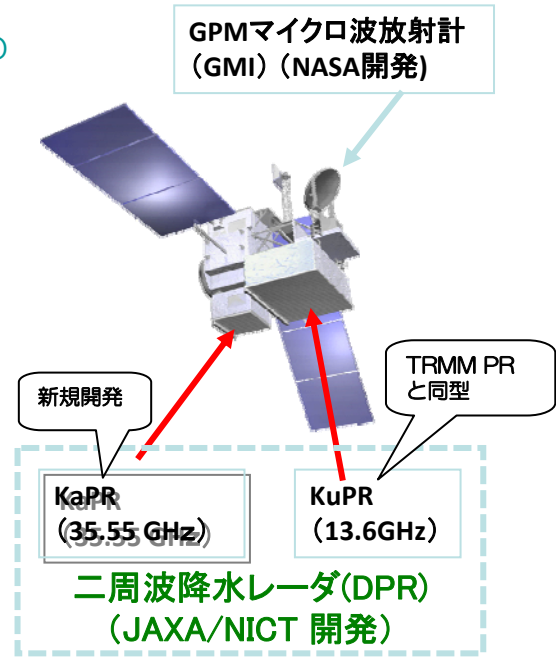 GPMマイクロ波放射計
（GMI）（NASA開発)
新規開発
TRMM PR
と同型
KaPR
（35.55 GHz）
KuPR
（13.6GHz）
二周波降水レーダ(DPR)
（JAXA/NICT 開発）